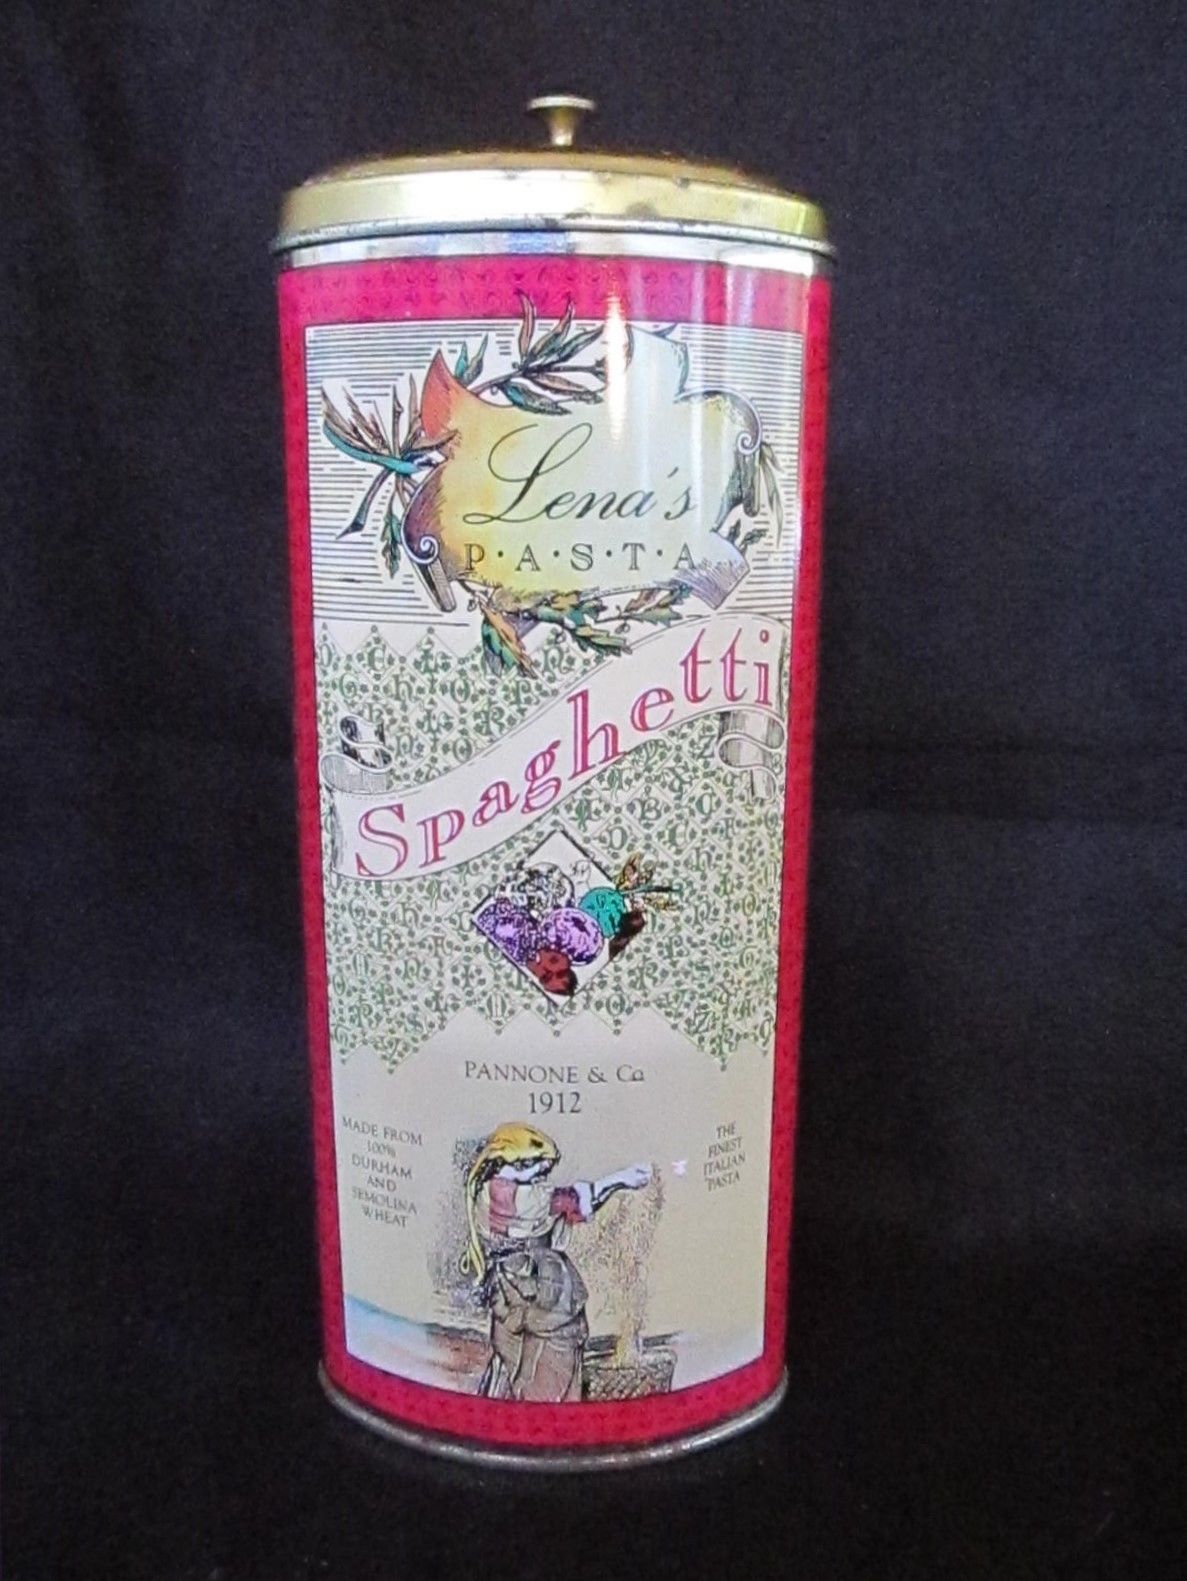 Lena's
P·A·S·T·A
Spaghetti
PANNONE & Co.
1912
MADE FROM
100%
DURHAM
AND
SEMOLINA
WHEAT
THE
FINEST
ITALIAN
PASTA